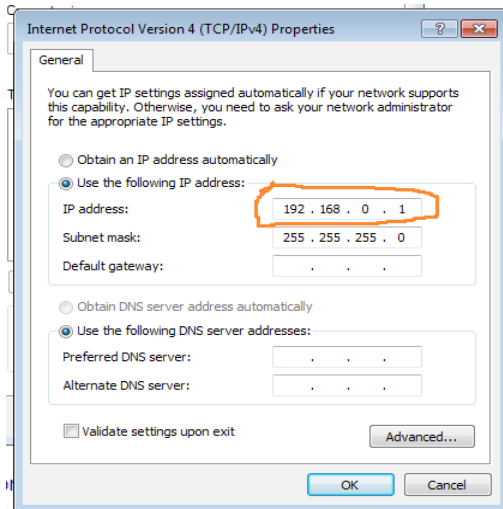 Internet Protocol Version 4 (TCP/IPv4) Properties
General
You can get IP settings assigned automatically if your network supports
this capability. Otherwise, you need to ask your network administrator
for the appropriate IP settings.
Obtain an IP address automatically
Use the following IP address:
IP address: 192 . 168 . 0 . 1
Subnet mask: 255 . 255 . 255 . 0
Default gateway: . . .
Obtain DNS server address automatically
Use the following DNS server addresses:
Preferred DNS server: . . .
Alternate DNS server: . . .
Validate settings upon exit
Advanced...
OK Cancel